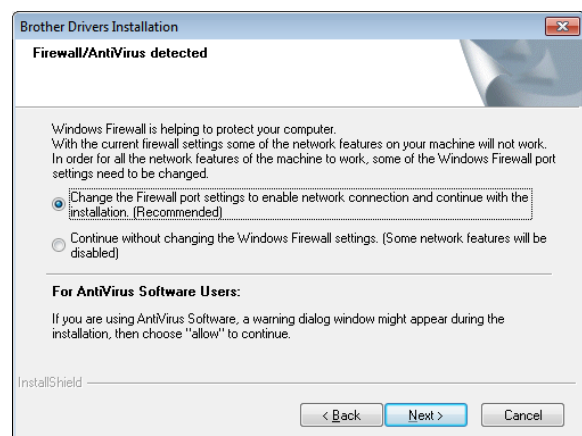 Brother Drivers Installation
Firewall/AntiVirus detected
Windows Firewall is helping to protect your computer.
With the current firewall settings some of the network features on your machine will not work.
In order for all the network features of the machine to work, some of the Windows Firewall port
settings need to be changed.
Change the Firewall port settings to enable network connection and continue with the
installation. (Recommended)
Continue without changing the Windows Firewall settings. (Some network features will be
disabled)
For AntiVirus Software Users:
If you are using AntiVirus Software, a warning dialog window might appear during the
installation, then choose "allow" to continue.
InstallShield
< Back
Next >
Cancel